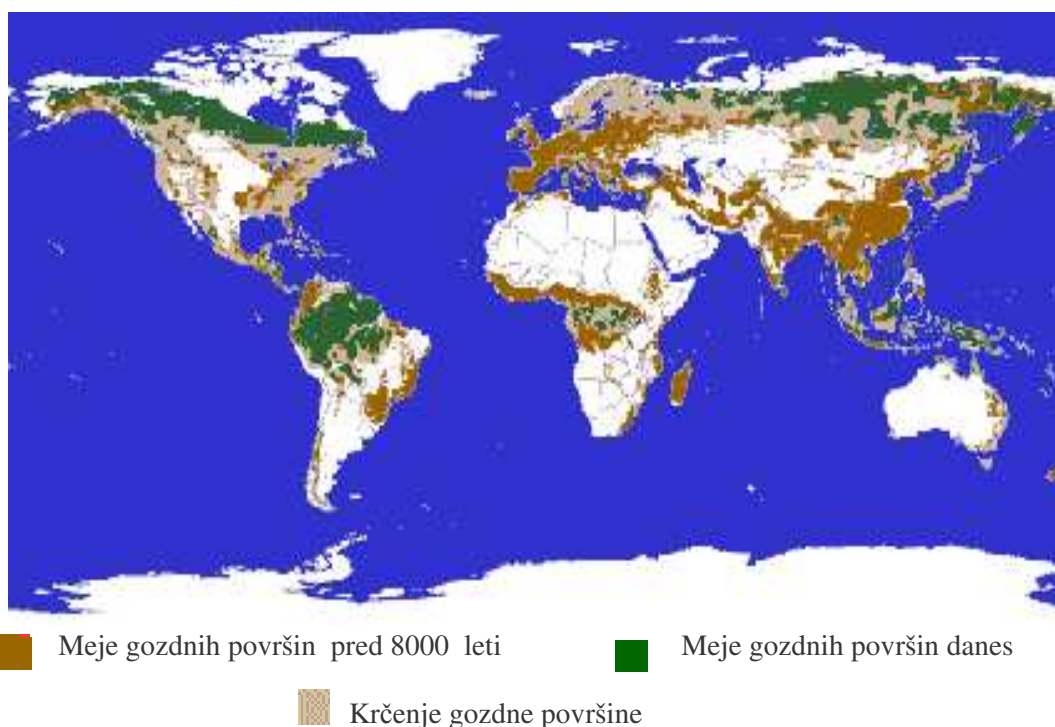 Meje gozdnih površin pred 8000 leti
Meje gozdnih površin danes
Krčenje gozdne površine